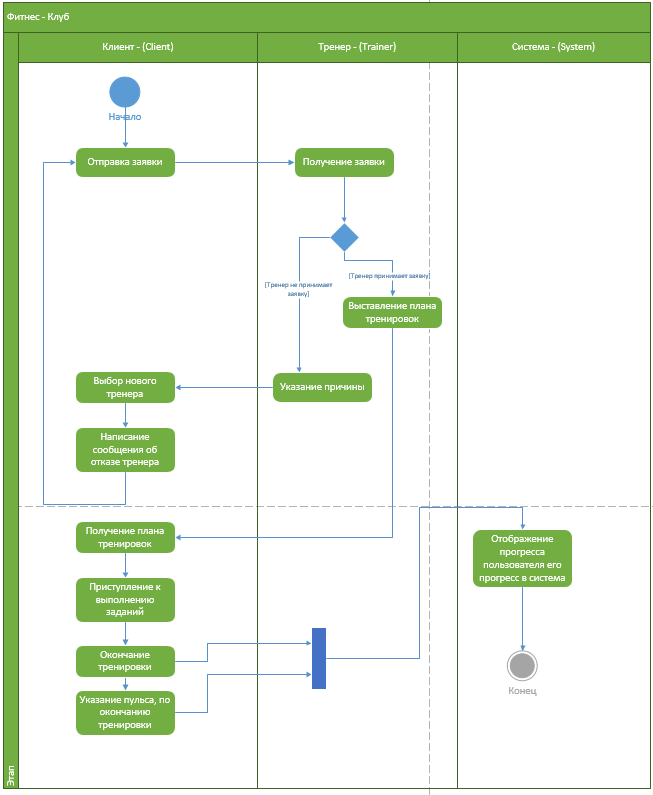 Фитнес - Клуб
Клиент - (Client)
Тренер - (Trainer)
Система - (System)
Начало
Отправка заявки
Получение заявки
[Тренер не принимает
заявку]
[Тренер принимает заявку]
Выставление плана
тренировок
Выбор нового
тренера
Указание причины
Написание
сообщения об
отказе тренера
Получение плана
тренировок
Отображение
прогресса
пользователя его
прогресс в система
Приступление к
выполнению
заданий
Окончание
тренировки
Указание пульса, по
окончанию
тренировки
Конец
Этап